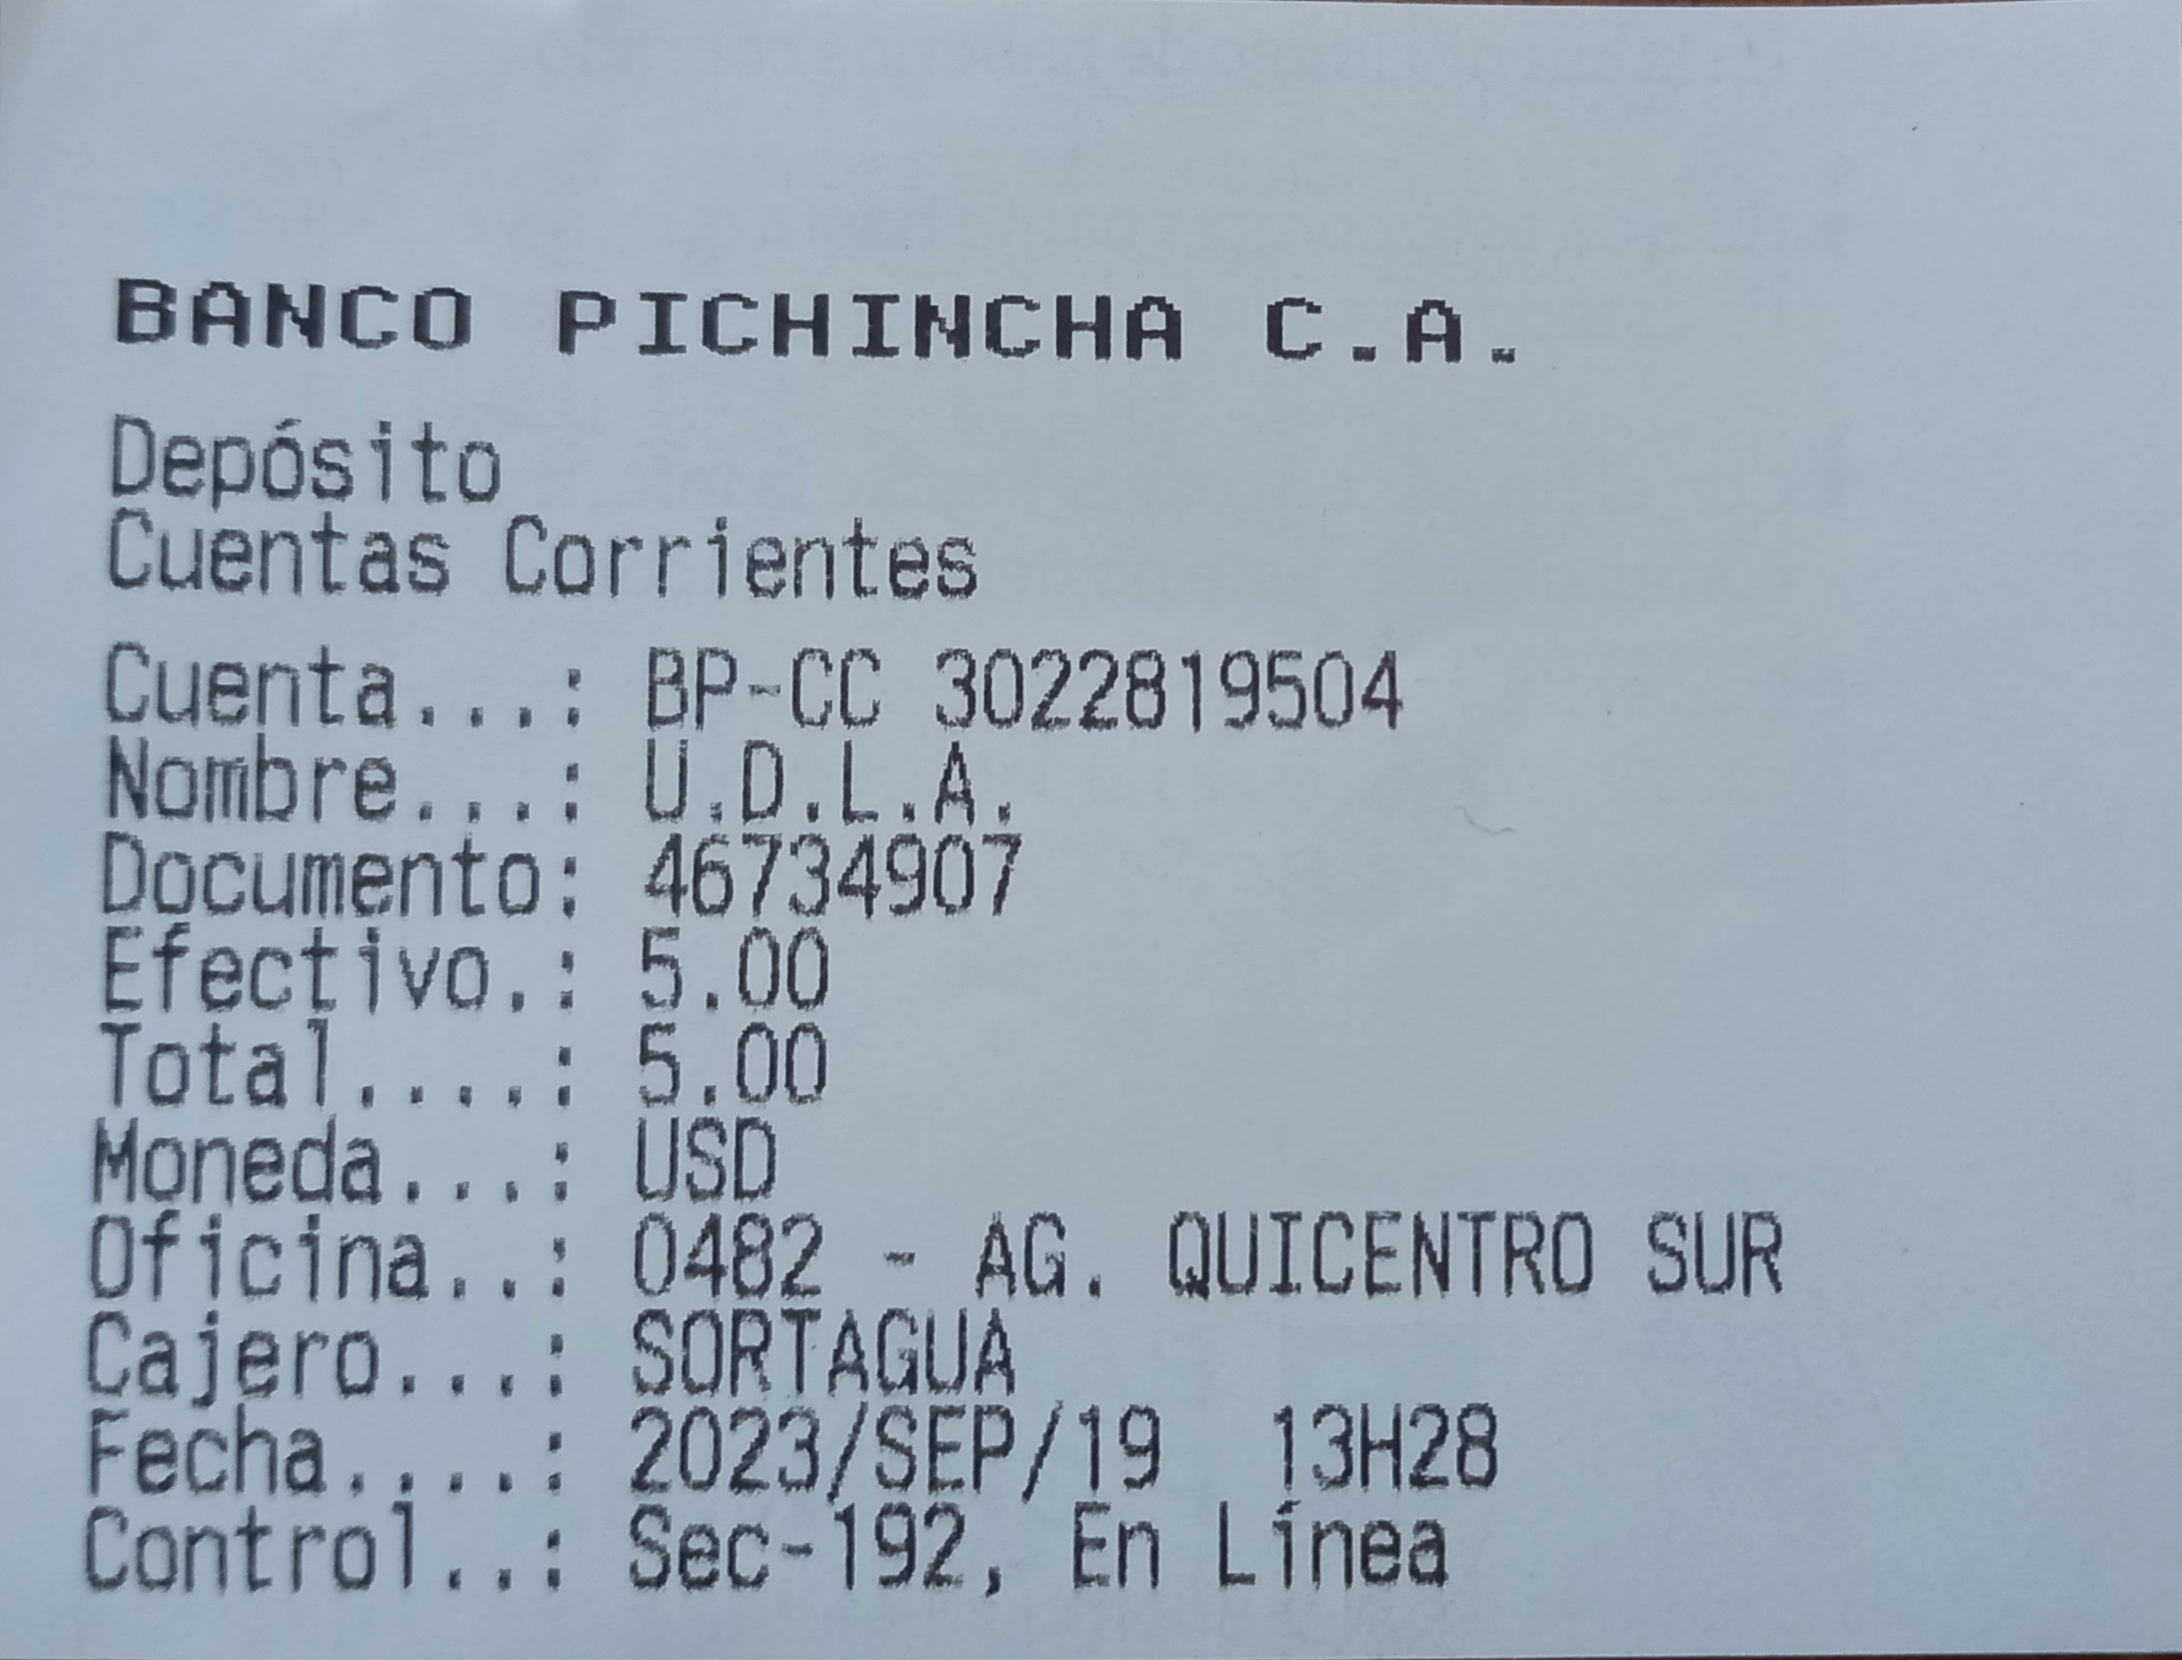 BANCO PICHINCHA C.A.
Depósito
Cuentas Corrientes
Cuenta...: BP-CC 3022819504
Nombre...: U.D.L.A.
Documento: 46734907
Efectivo.: 5.00
Total....: 5.00
Moneda...: USD
Oficina..: 0482 - AG. QUICENTRO SUR
Cajero...: SORTAGUA
Fecha....: 2023/SEP/19  13H28
Control..: Sec-192, En Línea